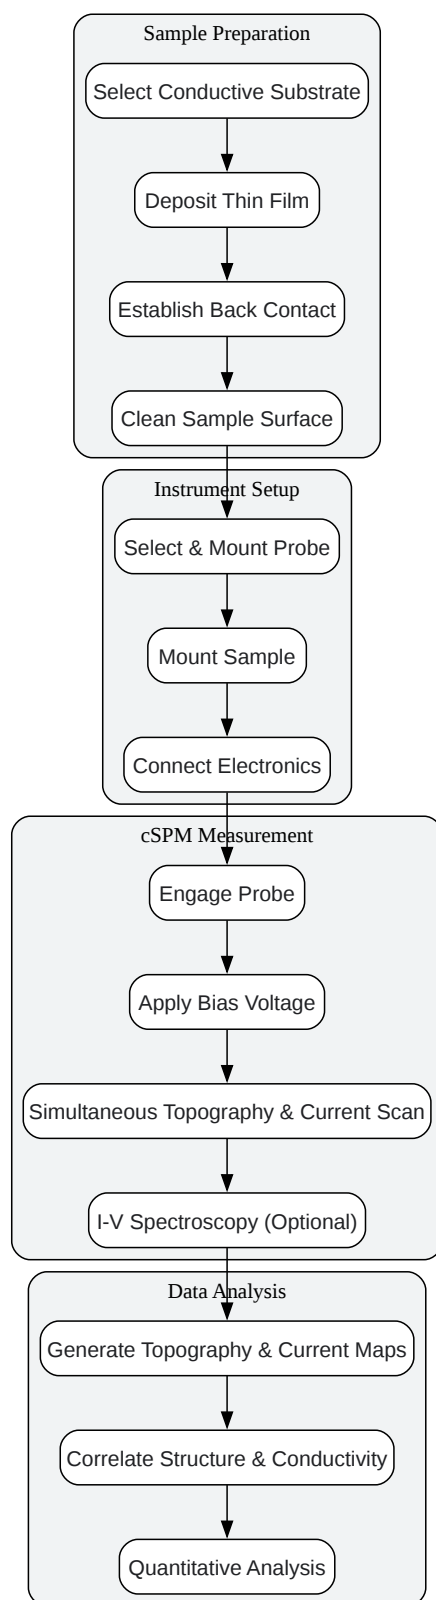 Sample Preparation
Select Conductive Substrate
Deposit Thin Film
Establish Back Contact
Clean Sample Surface
Instrument Setup
Select & Mount Probe
Mount Sample
Connect Electronics
cSPM Measurement
Engage Probe
Apply Bias Voltage
Simultaneous Topography & Current Scan
I-V Spectroscopy (Optional)
Data Analysis
Generate Topography & Current Maps
Correlate Structure & Conductivity
Quantitative Analysis